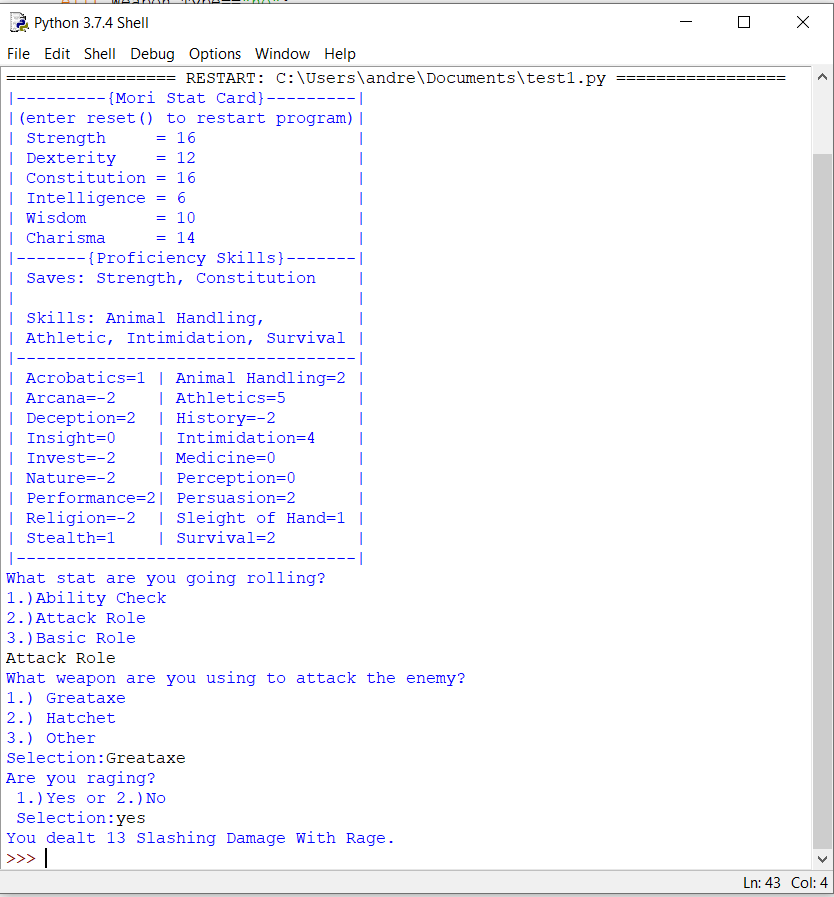 Python 3.7.4 Shell
File Edit Shell Debug Options Window Help
================= RESTART: C:\Users\andre\Documents\test1.py =================
|---------{Mori Stat Card}---------|
|(enter reset() to restart program)|
| Strength     = 16                |
| Dexterity    = 12                |
| Constitution = 16                |
| Intelligence = 6                 |
| Wisdom       = 10                |
| Charisma     = 14                |
|-------{Proficiency Skills}-------|
| Saves: Strength, Constitution    |
|                                  |
| Skills: Animal Handling,         |
| Athletic, Intimidation, Survival |
|----------------------------------|
| Acrobatics=1 | Animal Handling=2 |
| Arcana=-2    | Athletics=5       |
| Deception=2  | History=-2        |
| Insight=0    | Intimidation=4    |
| Invest=-2    | Medicine=0        |
| Nature=-2    | Perception=0      |
| Performance=2| Persuasion=2      |
| Religion=-2  | Sleight of Hand=1 |
| Stealth=1    | Survival=2        |
|----------------------------------|
What stat are you going rolling?
1.)Ability Check
2.)Attack Role
3.)Basic Role
Attack Role
What weapon are you using to attack the enemy?
1.) Greataxe
2.) Hatchet
3.) Other
Selection:Greataxe
Are you raging?
 1.)Yes or 2.)No
 Selection:yes
You dealt 13 Slashing Damage With Rage.
>>>
Ln: 43 Col: 4